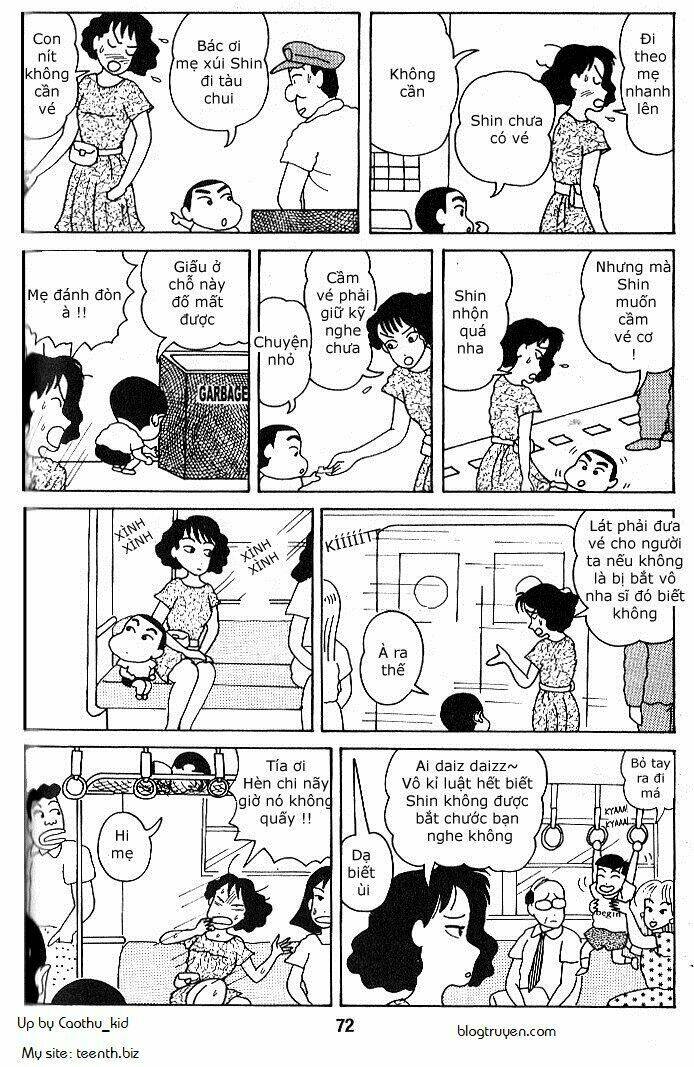 Đi
theo
mẹ
nhanh
lên
Shin chưa
có vé
Không
cần
Bác ơi
mẹ xúi Shin
đi tàu
chui
Con
nít
không
cần
vé
Nhưng mà
Shin
muốn
cầm
vé cơ
!
Shin
nhộn
quá
nha
Cầm
vé phải
giữ kỹ
nghe
chưa
Chuyện
nhỏ
Giấu ở
chỗ này
đố mất
được
GARBAGE
Mẹ đánh đòn
à !!
KÍÍÍÍÍT
Lát phải đưa
vé cho người
ta nếu không
là bị bắt vô
nha sĩ đó biết
không
À ra
thế
XÌNH
XÌNH
XÌNH
XÌNH
Bỏ tay
ra đi
má
KYAAA!
KYAAA!
begin
Ai daiz daizz~
Vô kỉ luật hết biết
Shin không được
bắt chước bạn
nghe không
Dạ
biết
ùi
Tía ơi
Hèn chi nãy
giờ nó không
quấy !!
Hi
mẹ
Up by Caothu_kid
72
blogtruyen.com
My site: teenth.biz